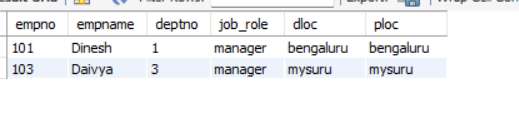 empno empname deptno job_role dloc ploc
101 Dinesh 1 manager bengaluru bengaluru
103 Daivya 3 manager mysuru mysuru